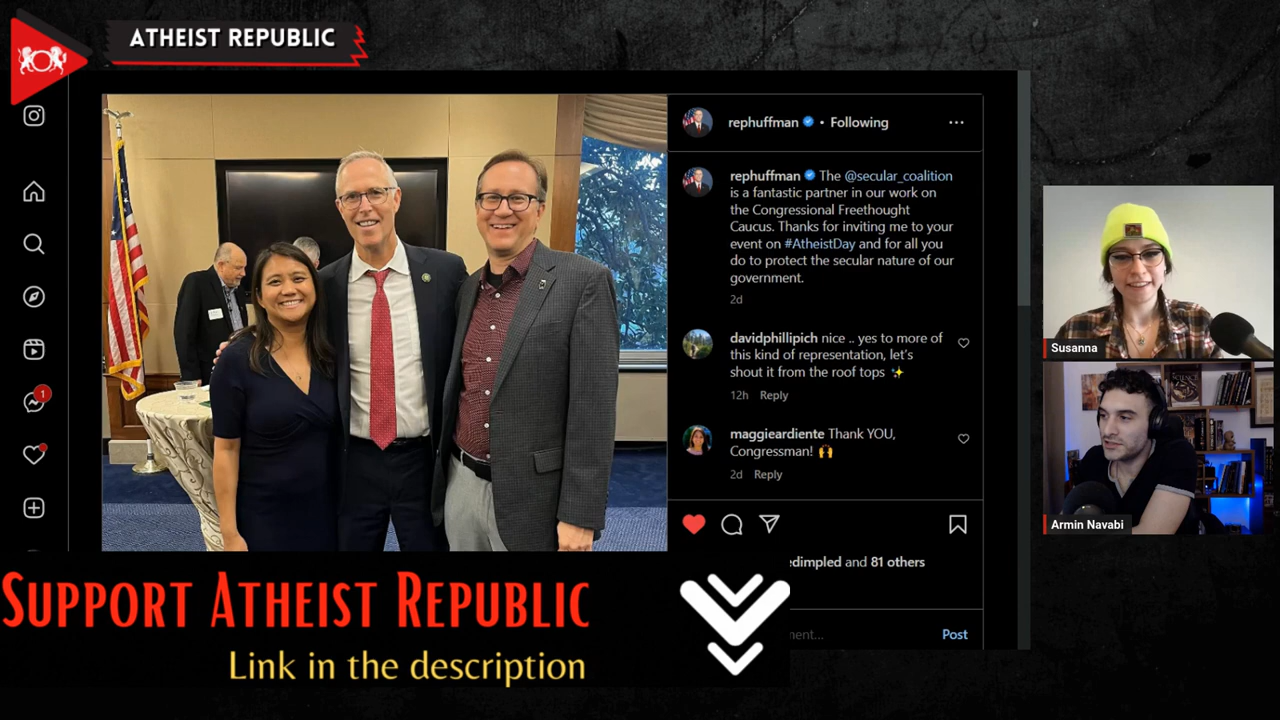 ATHEIST REPUBLIC
rephuffman • Following
rephuffman The @secular_coalition
is a fantastic partner in our work on
the Congressional Freethought
Caucus. Thanks for inviting me to your
event on #AtheistDay and for all you
do to protect the secular nature of our
government.
2d
davidphillipich nice .. yes to more of
this kind of representation, let's
shout it from the roof tops ✨
12h Reply
maggieardiente Thank YOU,
Congressman! 🙌
2d Reply
edimpled and 81 others
ment...
Post
1
Susanna
Armin Navabi
SUPPORT ATHEIST REPUBLIC
Link in the description